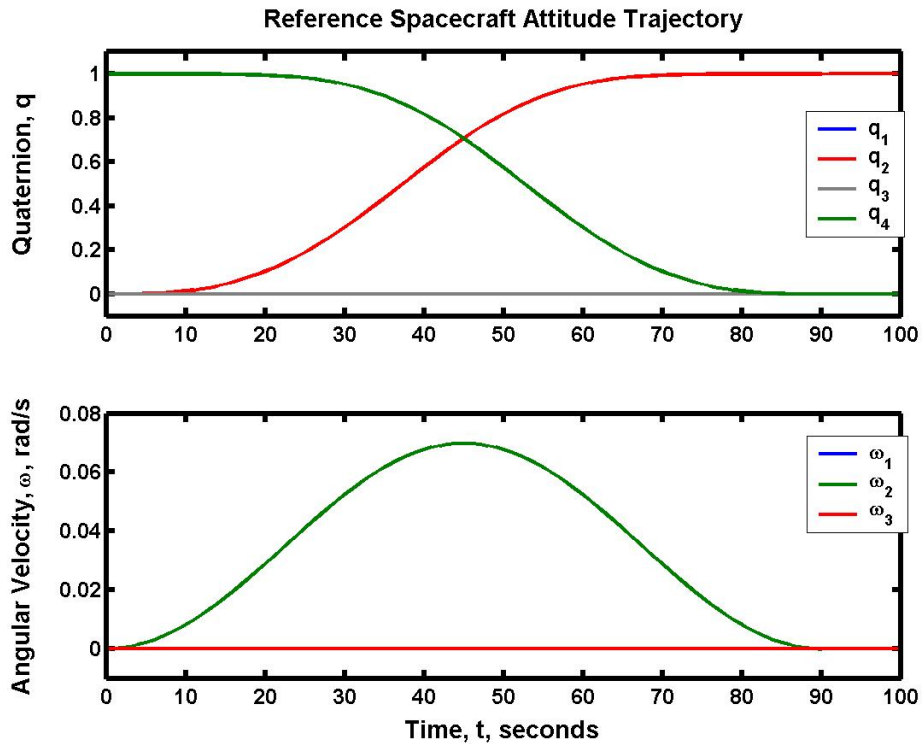 Reference Spacecraft Attitude Trajectory
Quaternion, q
1
0.8
0.6
0.4
0.2
0
q1
q2
q3
q4
0 10 20 30 40 50 60 70 80 90 100
Angular Velocity, ω, rad/s
0.08
0.06
0.04
0.02
0
ω1
ω2
ω3
0 10 20 30 40 50 60 70 80 90 100
Time, t, seconds